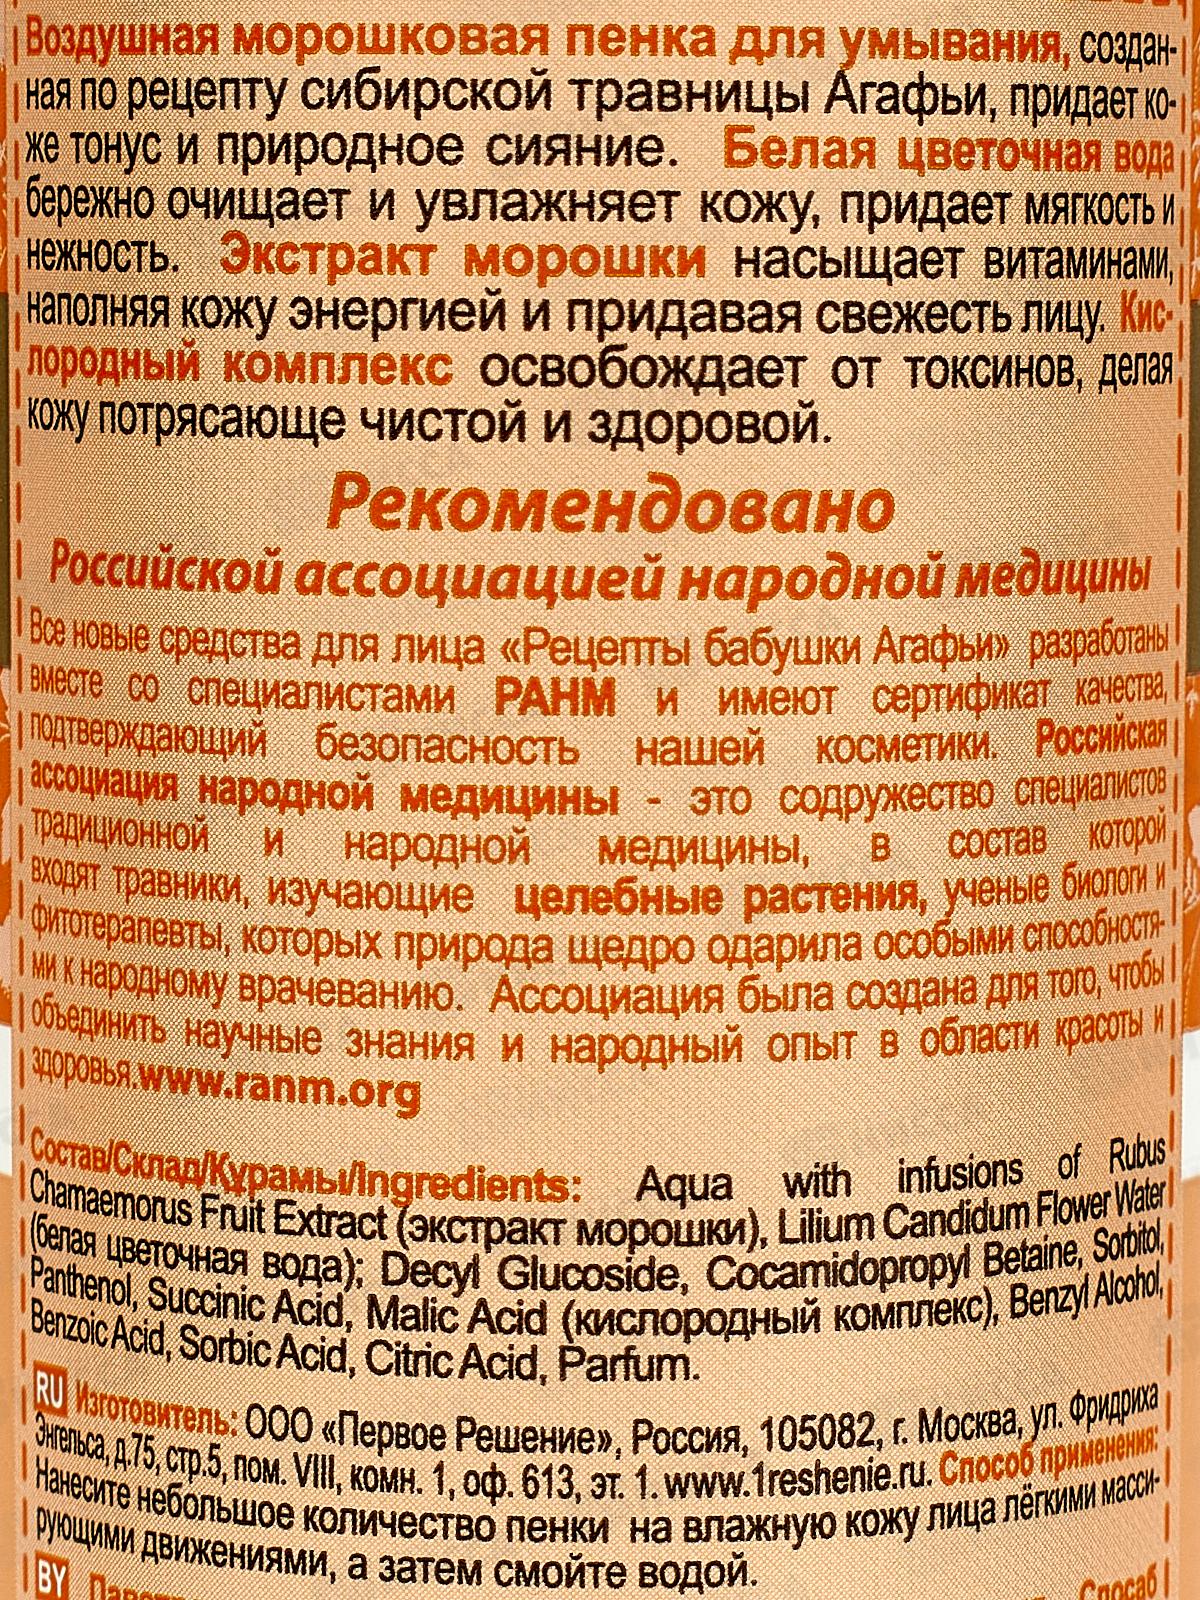 Воздушная морошковая пенка для умывания, создан-
ная по рецепту сибирской травницы Агафьи, придает ко-
же тонус и природное сияние. Белая цветочная вода
бережно очищает и увлажняет кожу, придает мягкость и
нежность. Экстракт морошки насыщает витаминами,
наполняя кожу энергией и придавая свежесть лицу. Кис-
лородный комплекс освобождает от токсинов, делая
кожу потрясающе чистой и здоровой.
Рекомендовано
Российской ассоциацией народной медицины
Все новые средства для лица «Рецепты бабушки Агафьи» разработаны
вместе со специалистами РАНМ и имеют сертификат качества,
подтверждающий безопасность нашей косметики. Российская
ассоциация народной медицины - это содружество специалистов
традиционной и народной медицины, в состав которой
входят травники, изучающие целебные растения, ученые биологи и
фитотерапевты, которых природа щедро одарила особыми способностя-
ми к народному врачеванию. Ассоциация была создана для того, чтобы
объединить научные знания и народный опыт в области красоты и
здоровья.www.ranm.org
Состав/Склад/Құрамы/Ingredients: Aqua with infusions of Rubus
Chamaemorus Fruit Extract (экстракт морошки), Lilium Candidum Flower Water
(белая цветочная вода); Decyl Glucoside, Cocamidopropyl Betaine, Sorbitol,
Panthenol, Succinic Acid, Malic Acid (кислородный комплекс), Benzyl Alcohol,
Benzoic Acid, Sorbic Acid, Citric Acid, Parfum.
RU Изготовитель: ООО «Первое Решение», Россия, 105082, г. Москва, ул. Фридриха
Энгельса, д.75, стр.5, пом. VIII, комн. 1, оф. 613, эт. 1. www.1reshenie.ru. Способ применения:
Нанесите небольшое количество пенки на влажную кожу лица лёгкими масси-
рующими движениями, а затем смойте водой.
BY Спосаб